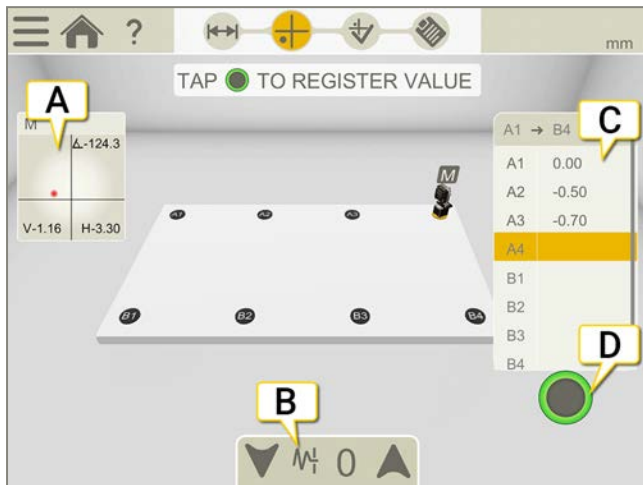 ?
mm
TAP TO REGISTER VALUE
A
M
∡-124.3
V-1.16 H-3.30
M
A1 A2 A3
B1 B2 B3 B4
C
A1 → B4
A1 0.00
A2 -0.50
A3 -0.70
A4
B1
B2
B3
B4
D
B
0